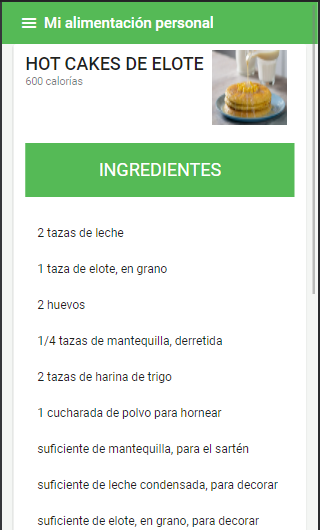 Mi alimentación personal
HOT CAKES DE ELOTE
600 calorías
INGREDIENTES
2 tazas de leche
1 taza de elote, en grano
2 huevos
1/4 tazas de mantequilla, derretida
2 tazas de harina de trigo
1 cucharada de polvo para hornear
suficiente de mantequilla, para el sartén
suficiente de leche condensada, para decorar
suficiente de elote, en grano, para decorar